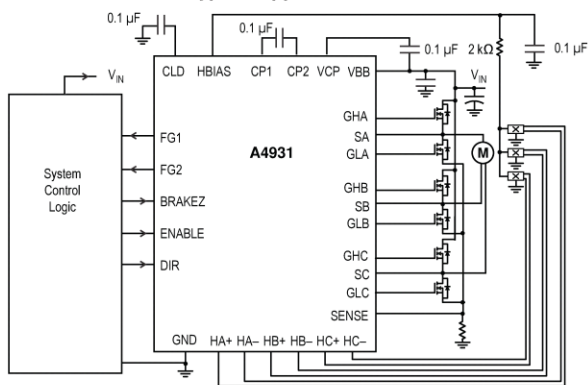 0.1 µF
0.1 µF
0.1 µF
2 kΩ
0.1 µF
VIN
CLD
HBIAS
CP1
CP2
VCP
VBB
VIN
A4931
System
Control
Logic
FG1
FG2
BRAKEZ
ENABLE
DIR
GHA
SA
GLA
GHB
SB
GLB
GHC
SC
GLC
SENSE
M
GND
HA+
HA–
HB+
HB–
HC+
HC–